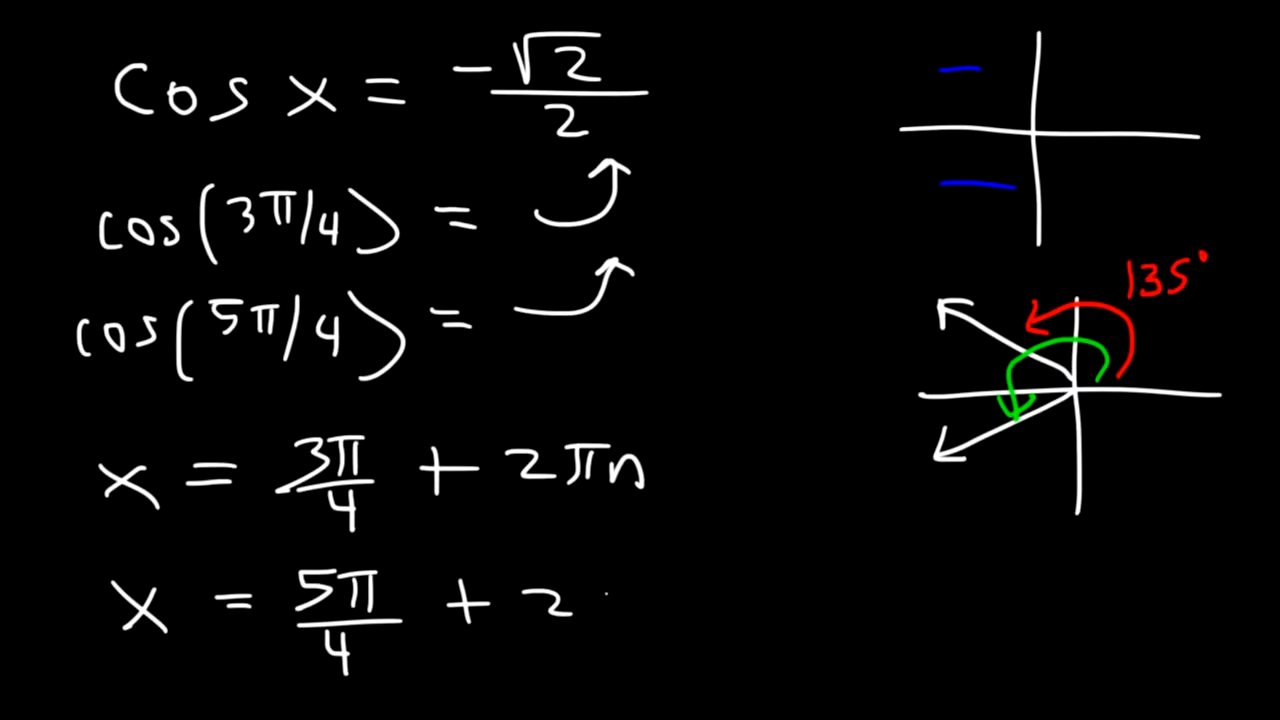 cos x = -√2/2
cos(3π/4) =
cos(5π/4) =
135°
x = 3π/4 + 2πn
x = 5π/4 + 2